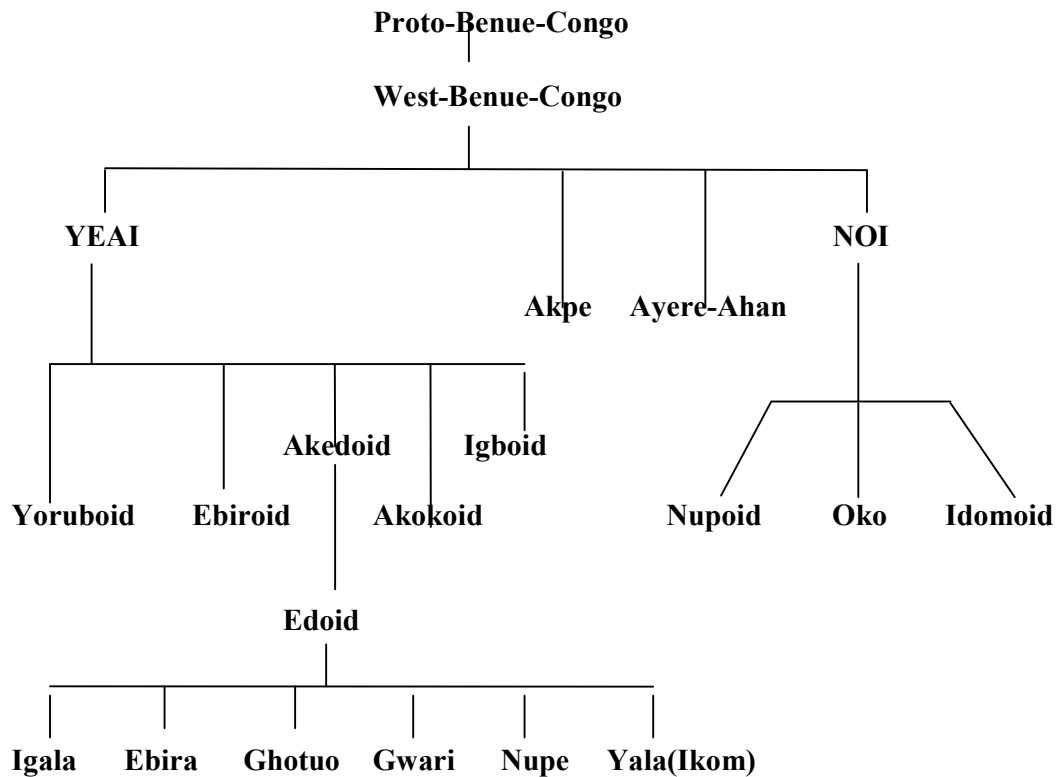 Proto-Benue-Congo
West-Benue-Congo
YEAI NOI
Akpe Ayere-Ahan
Akedoid Igboid
Yoruboid Ebiroid Akokoid Nupoid Oko Idomoid
Edoid
Igala Ebira Ghotuo Gwari Nupe Yala(Ikom)